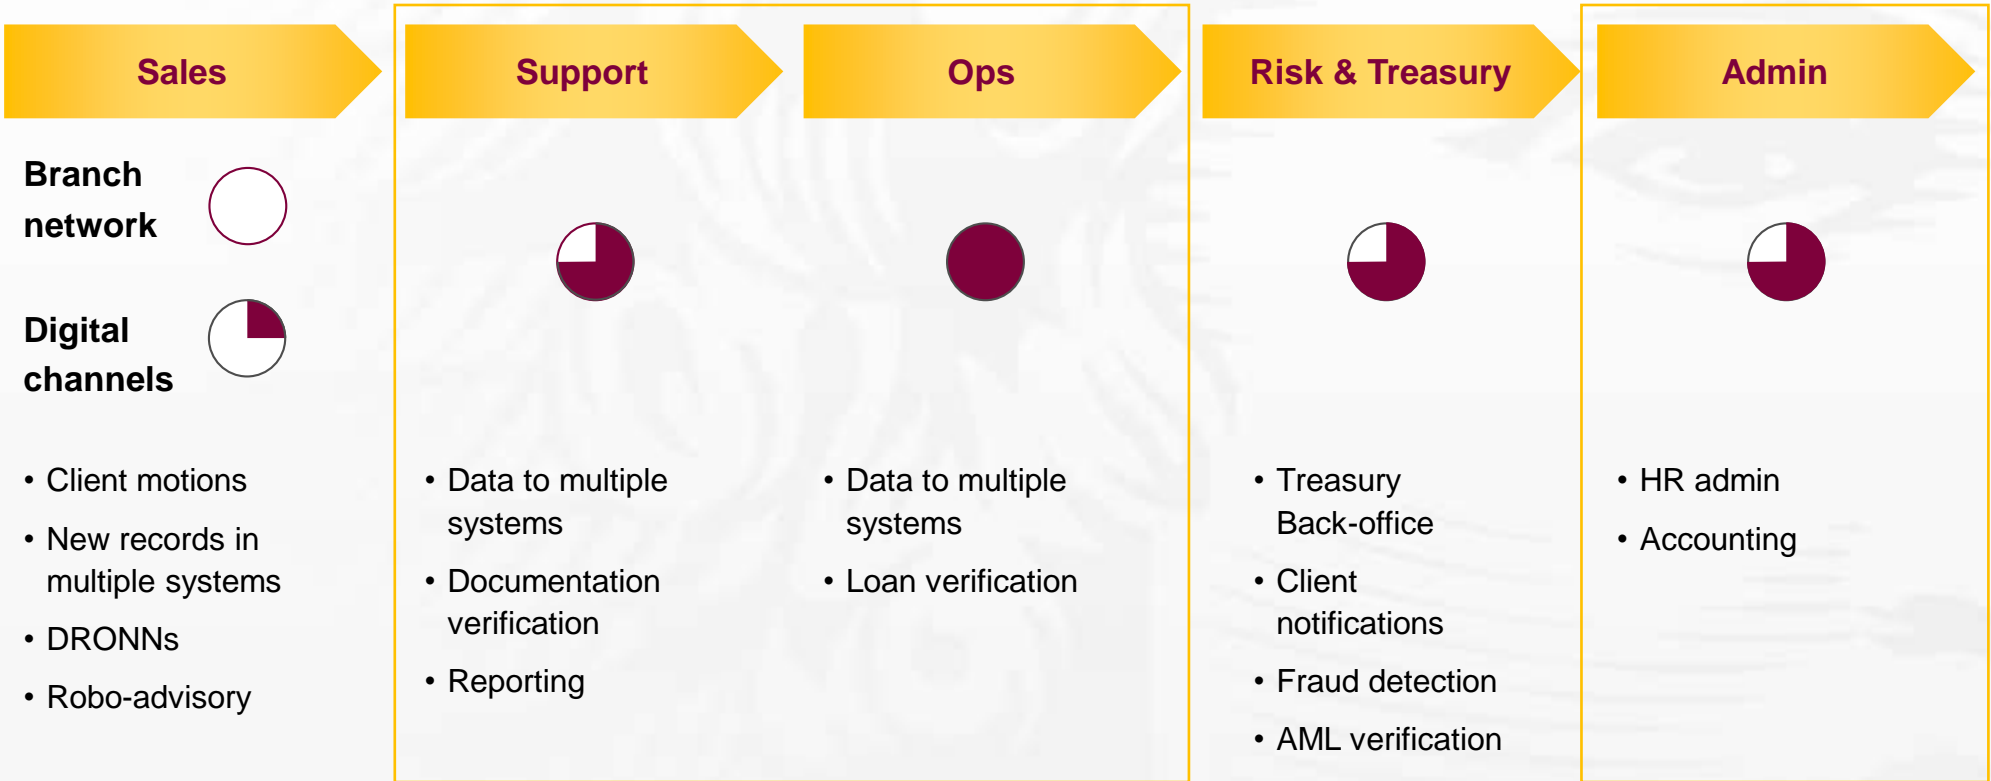 Sales
Support
Ops
Risk & Treasury
Admin
Branch
network
Digital
channels
• Client motions
• New records in
multiple systems
• DRONNs
• Robo-advisory
• Data to multiple
systems
• Documentation
verification
• Reporting
• Data to multiple
systems
• Loan verification
• Treasury
Back-office
• Client
notifications
• Fraud detection
• AML verification
• HR admin
• Accounting